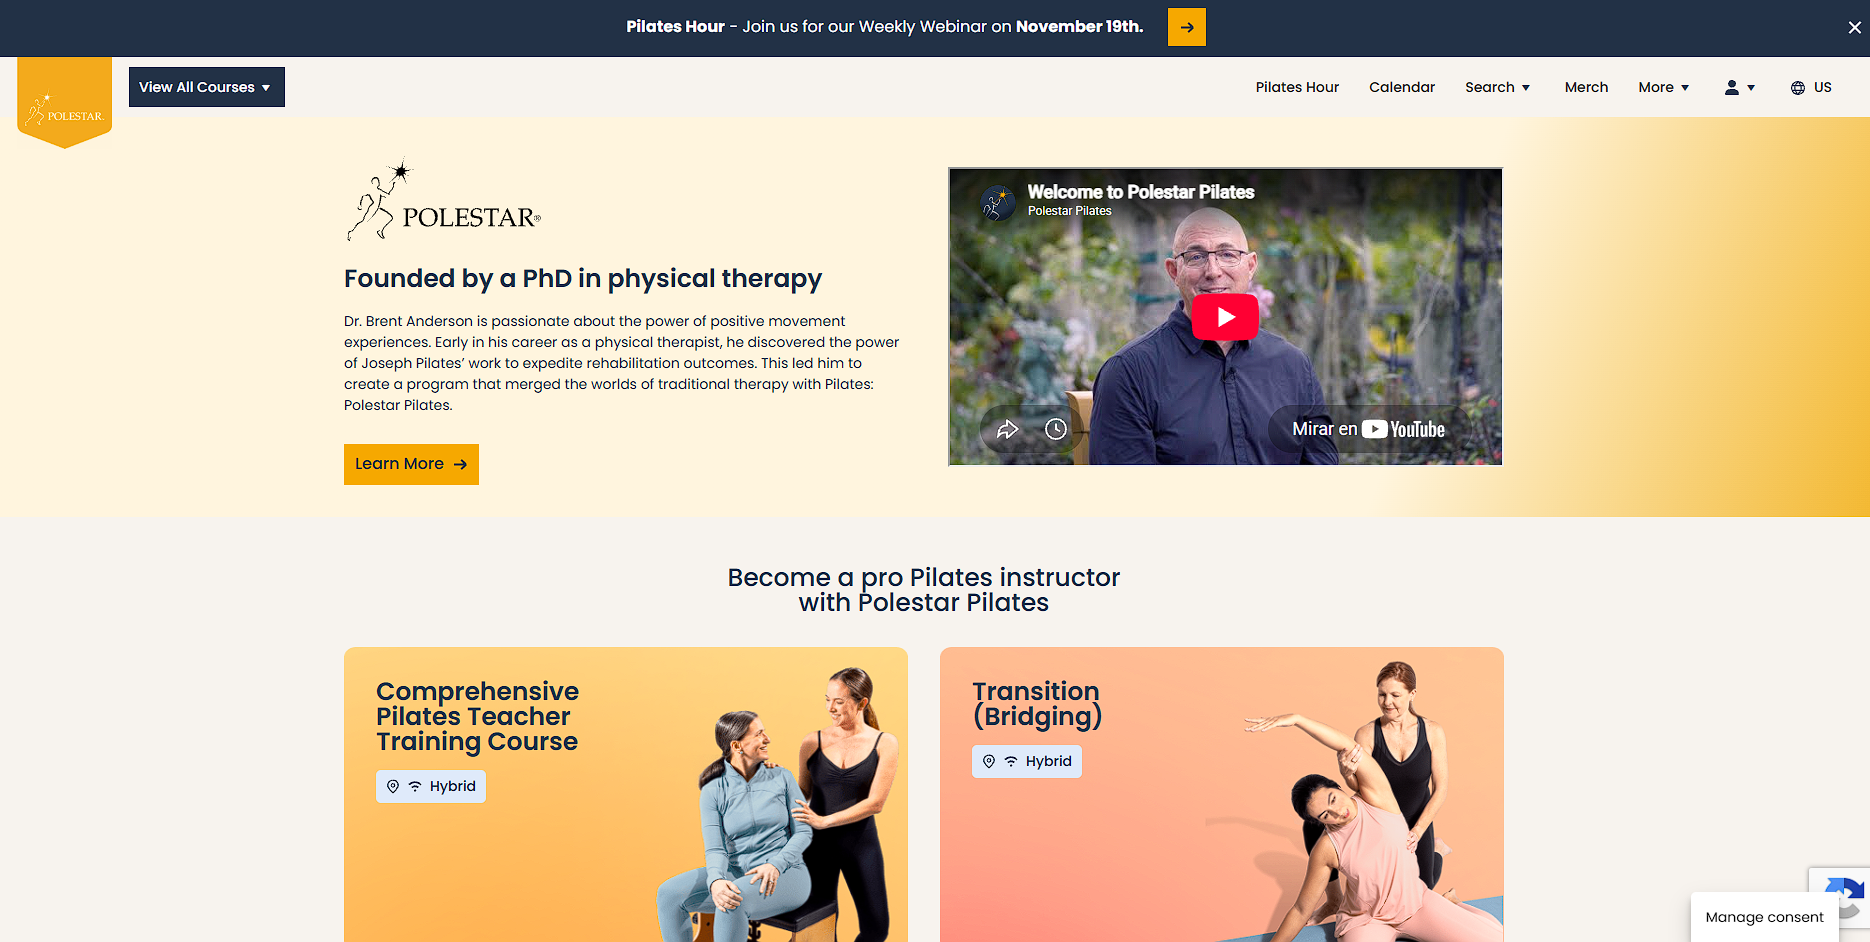 Pilates Hour - Join us for our Weekly Webinar on November 19th.
POLESTAR.
View All Courses
Pilates Hour
Calendar
Search
Merch
More
US
POLESTAR®
Founded by a PhD in physical therapy
Dr. Brent Anderson is passionate about the power of positive movement
experiences. Early in his career as a physical therapist, he discovered the power
of Joseph Pilates’ work to expedite rehabilitation outcomes. This led him to
create a program that merged the worlds of traditional therapy with Pilates:
Polestar Pilates.
Learn More
Welcome to Polestar Pilates
Polestar Pilates
Mirar en YouTube
Become a pro Pilates instructor
with Polestar Pilates
Comprehensive
Pilates Teacher
Training Course
Hybrid
Transition
(Bridging)
Hybrid
Manage consent